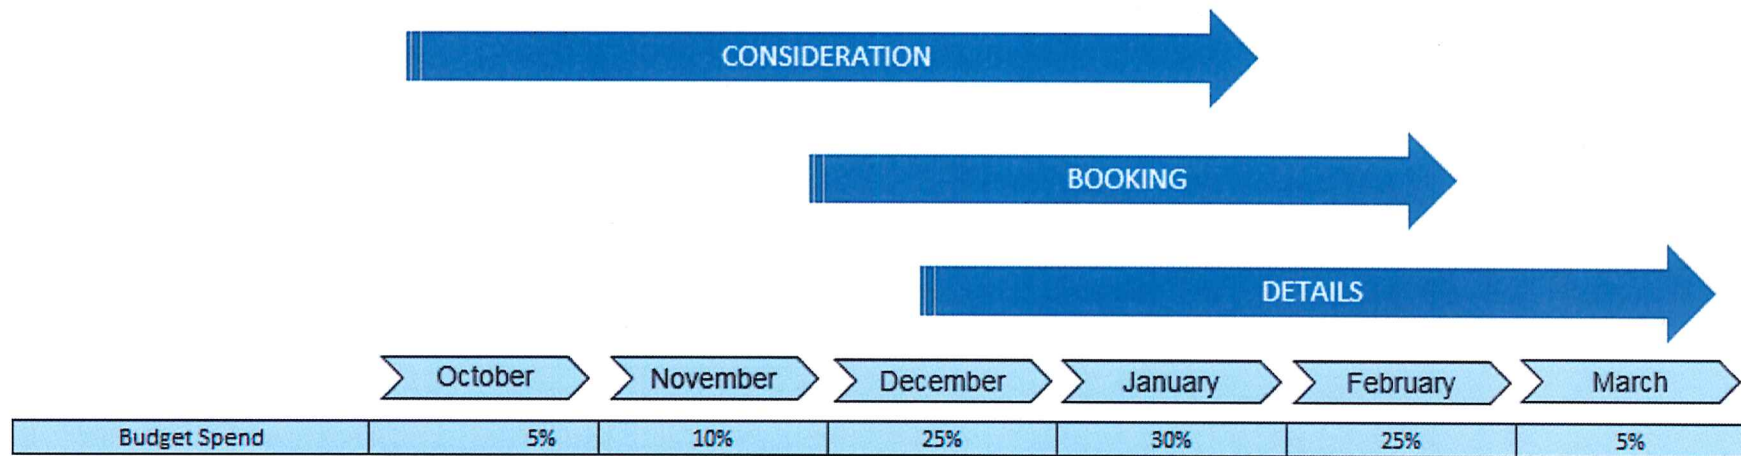 CONSIDERATION
BOOKING
DETAILS
October November December January February March
Budget Spend 5% 10% 25% 30% 25% 5%